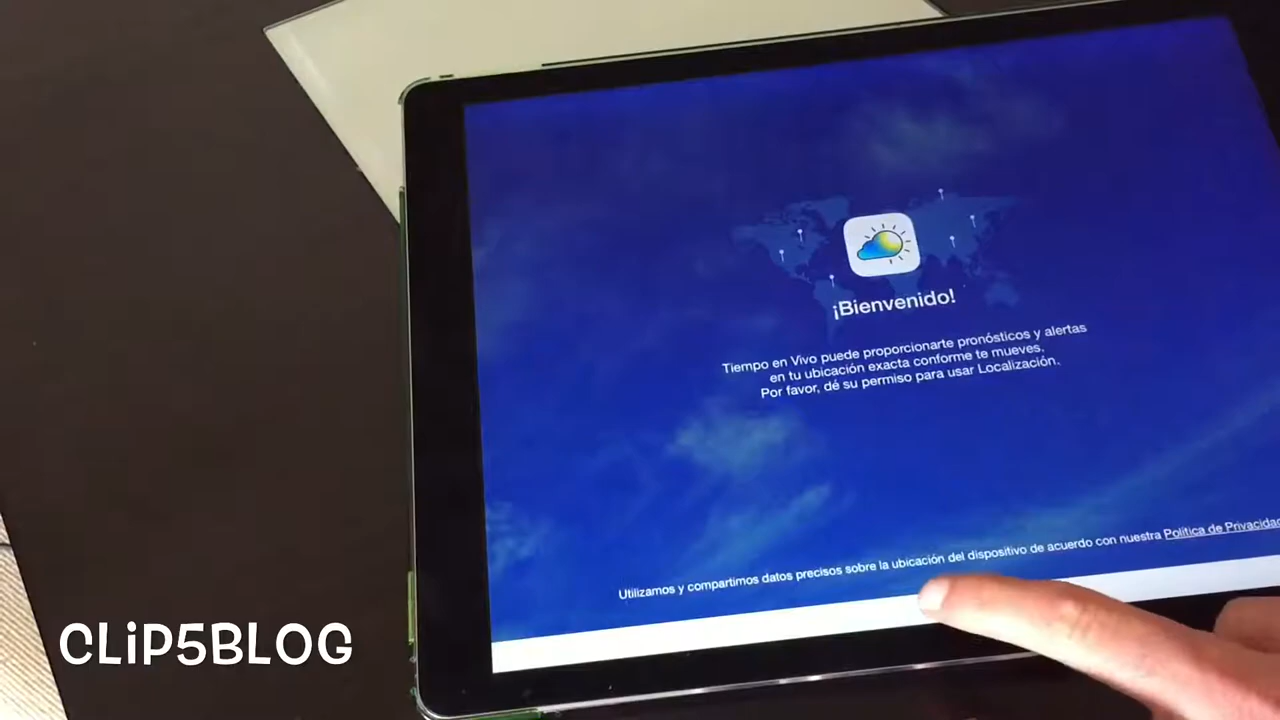 ¡Bienvenido!
Tiempo en Vivo puede proporcionarte pronósticos y alertas
en tu ubicación exacta conforme te mueves.
Por favor, dé su permiso para usar Localización.
Utilizamos y compartimos datos precisos sobre la ubicación del dispositivo de acuerdo con nuestra Política de Privacidad
CLiP5BLOG